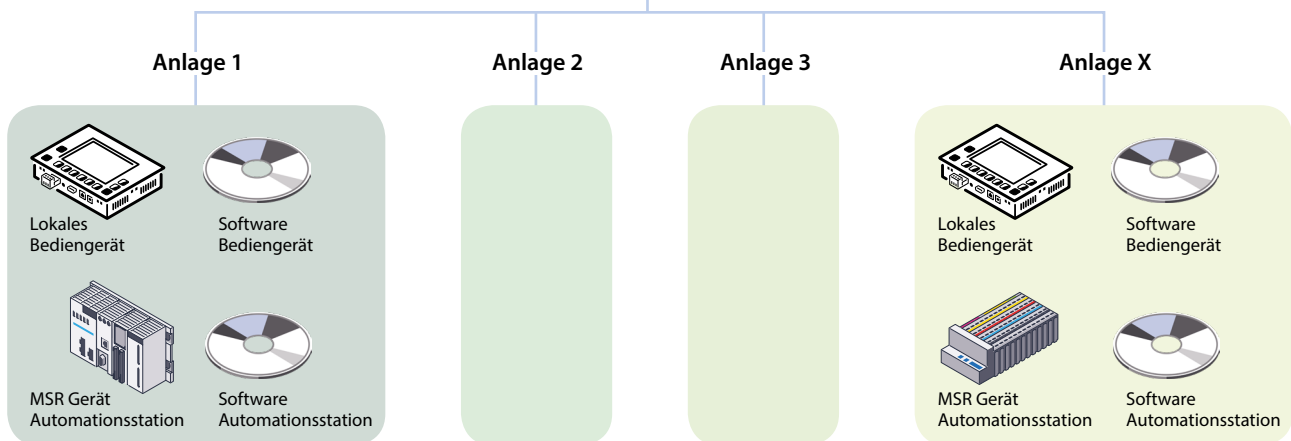 Anlage 1
Anlage 2
Anlage 3
Anlage X
Lokales
Bediengerät
Software
Bediengerät
MSR Gerät
Automationsstation
Software
Automationsstation
Lokales
Bediengerät
Software
Bediengerät
MSR Gerät
Automationsstation
Software
Automationsstation